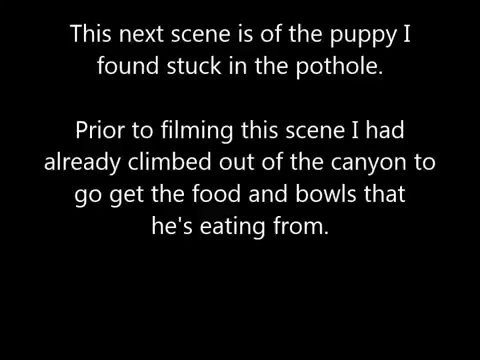 This next scene is of the puppy I
found stuck in the pothole.
Prior to filming this scene I had
already climbed out of the canyon to
go get the food and bowls that
he's eating from.